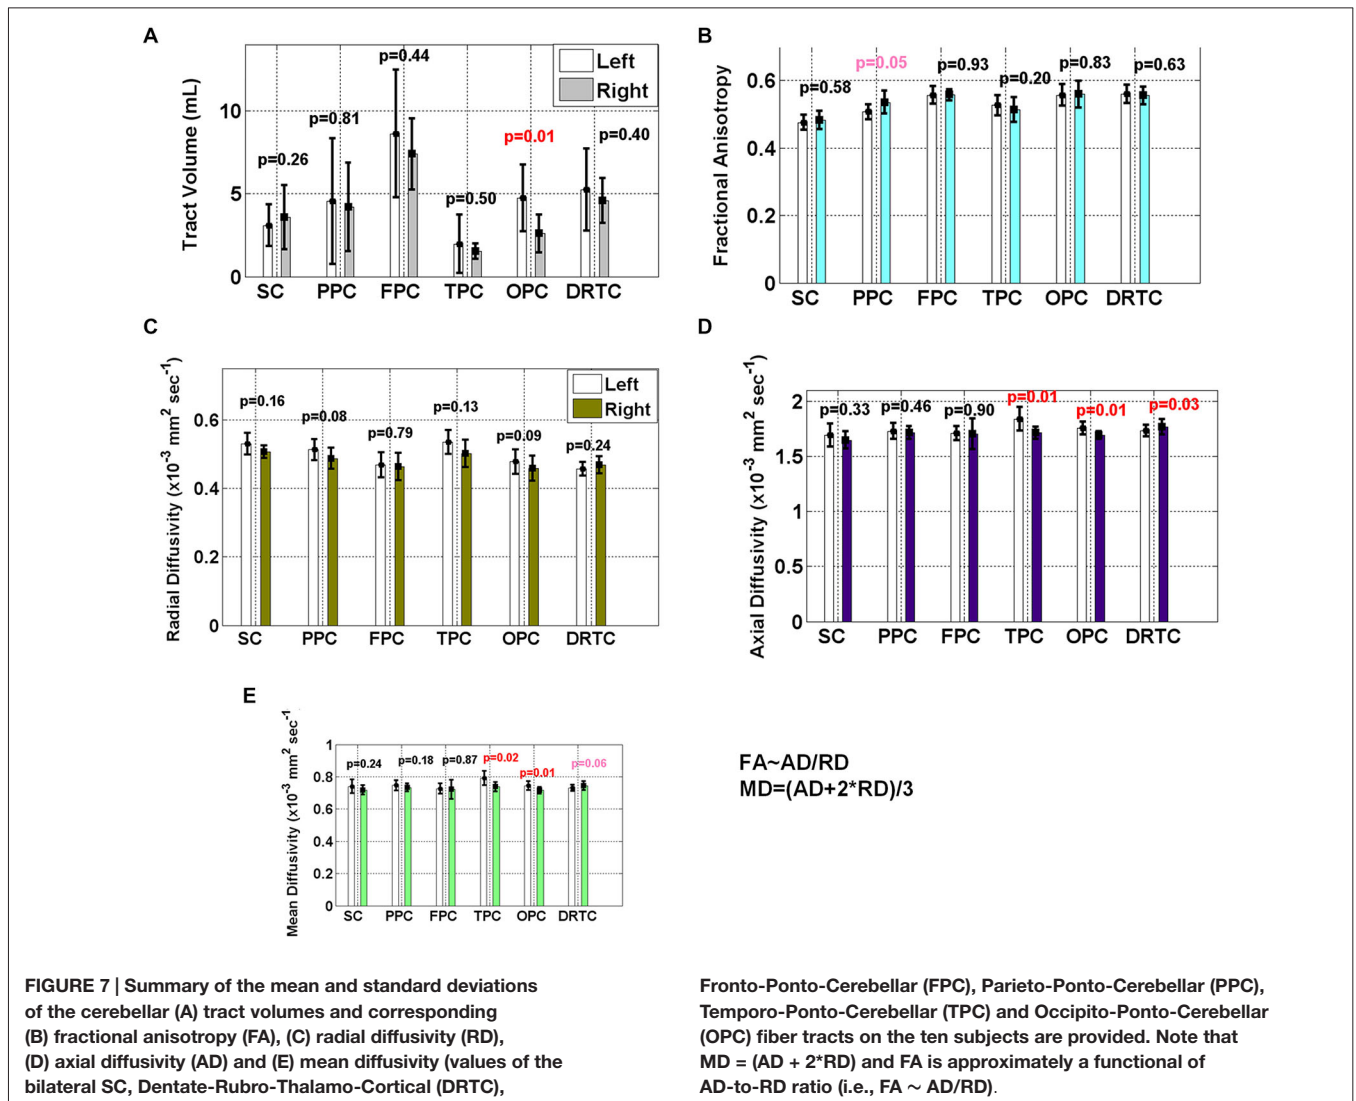 A
p=0.44
Left
Right
10
p=0.81
p=0.01
p=0.40
p=0.26
p=0.50
5
0
Tract Volume (mL)
SC PPC FPC TPC OPC DRTC
B
p=0.05 p=0.93 p=0.83 p=0.63
p=0.58 p=0.20
0.6
0.4
0.2
0
Fractional Anisotropy
SC PPC FPC TPC OPC DRTC
C
Left
Right
p=0.16 p=0.08 p=0.79 p=0.13 p=0.09 p=0.24
0.6
0.4
0.2
0
Radial Diffusivity (x10-3 mm2 sec-1)
SC PPC FPC TPC OPC DRTC
D
p=0.33 p=0.46 p=0.90 p=0.01 p=0.01 p=0.03
2
1.5
1
0.5
0
Axial Diffusivity (x10-3 mm2 sec-1)
SC PPC FPC TPC OPC DRTC
E
p=0.24 p=0.18 p=0.87 p=0.02 p=0.01 p=0.06
1
0.8
0.6
0.4
0.2
0
Mean Diffusivity (x10-3 mm2 sec-1)
SC PPC FPC TPC OPC DRTC
FA~AD/RD
MD=(AD+2*RD)/3
FIGURE 7 | Summary of the mean and standard deviations
of the cerebellar (A) tract volumes and corresponding
(B) fractional anisotropy (FA), (C) radial diffusivity (RD),
(D) axial diffusivity (AD) and (E) mean diffusivity (values of the
bilateral SC, Dentate-Rubro-Thalamo-Cortical (DRTC),
Fronto-Ponto-Cerebellar (FPC), Parieto-Ponto-Cerebellar (PPC),
Temporo-Ponto-Cerebellar (TPC) and Occipito-Ponto-Cerebellar
(OPC) fiber tracts on the ten subjects are provided. Note that
MD = (AD + 2*RD) and FA is approximately a functional of
AD-to-RD ratio (i.e., FA ∼ AD/RD).